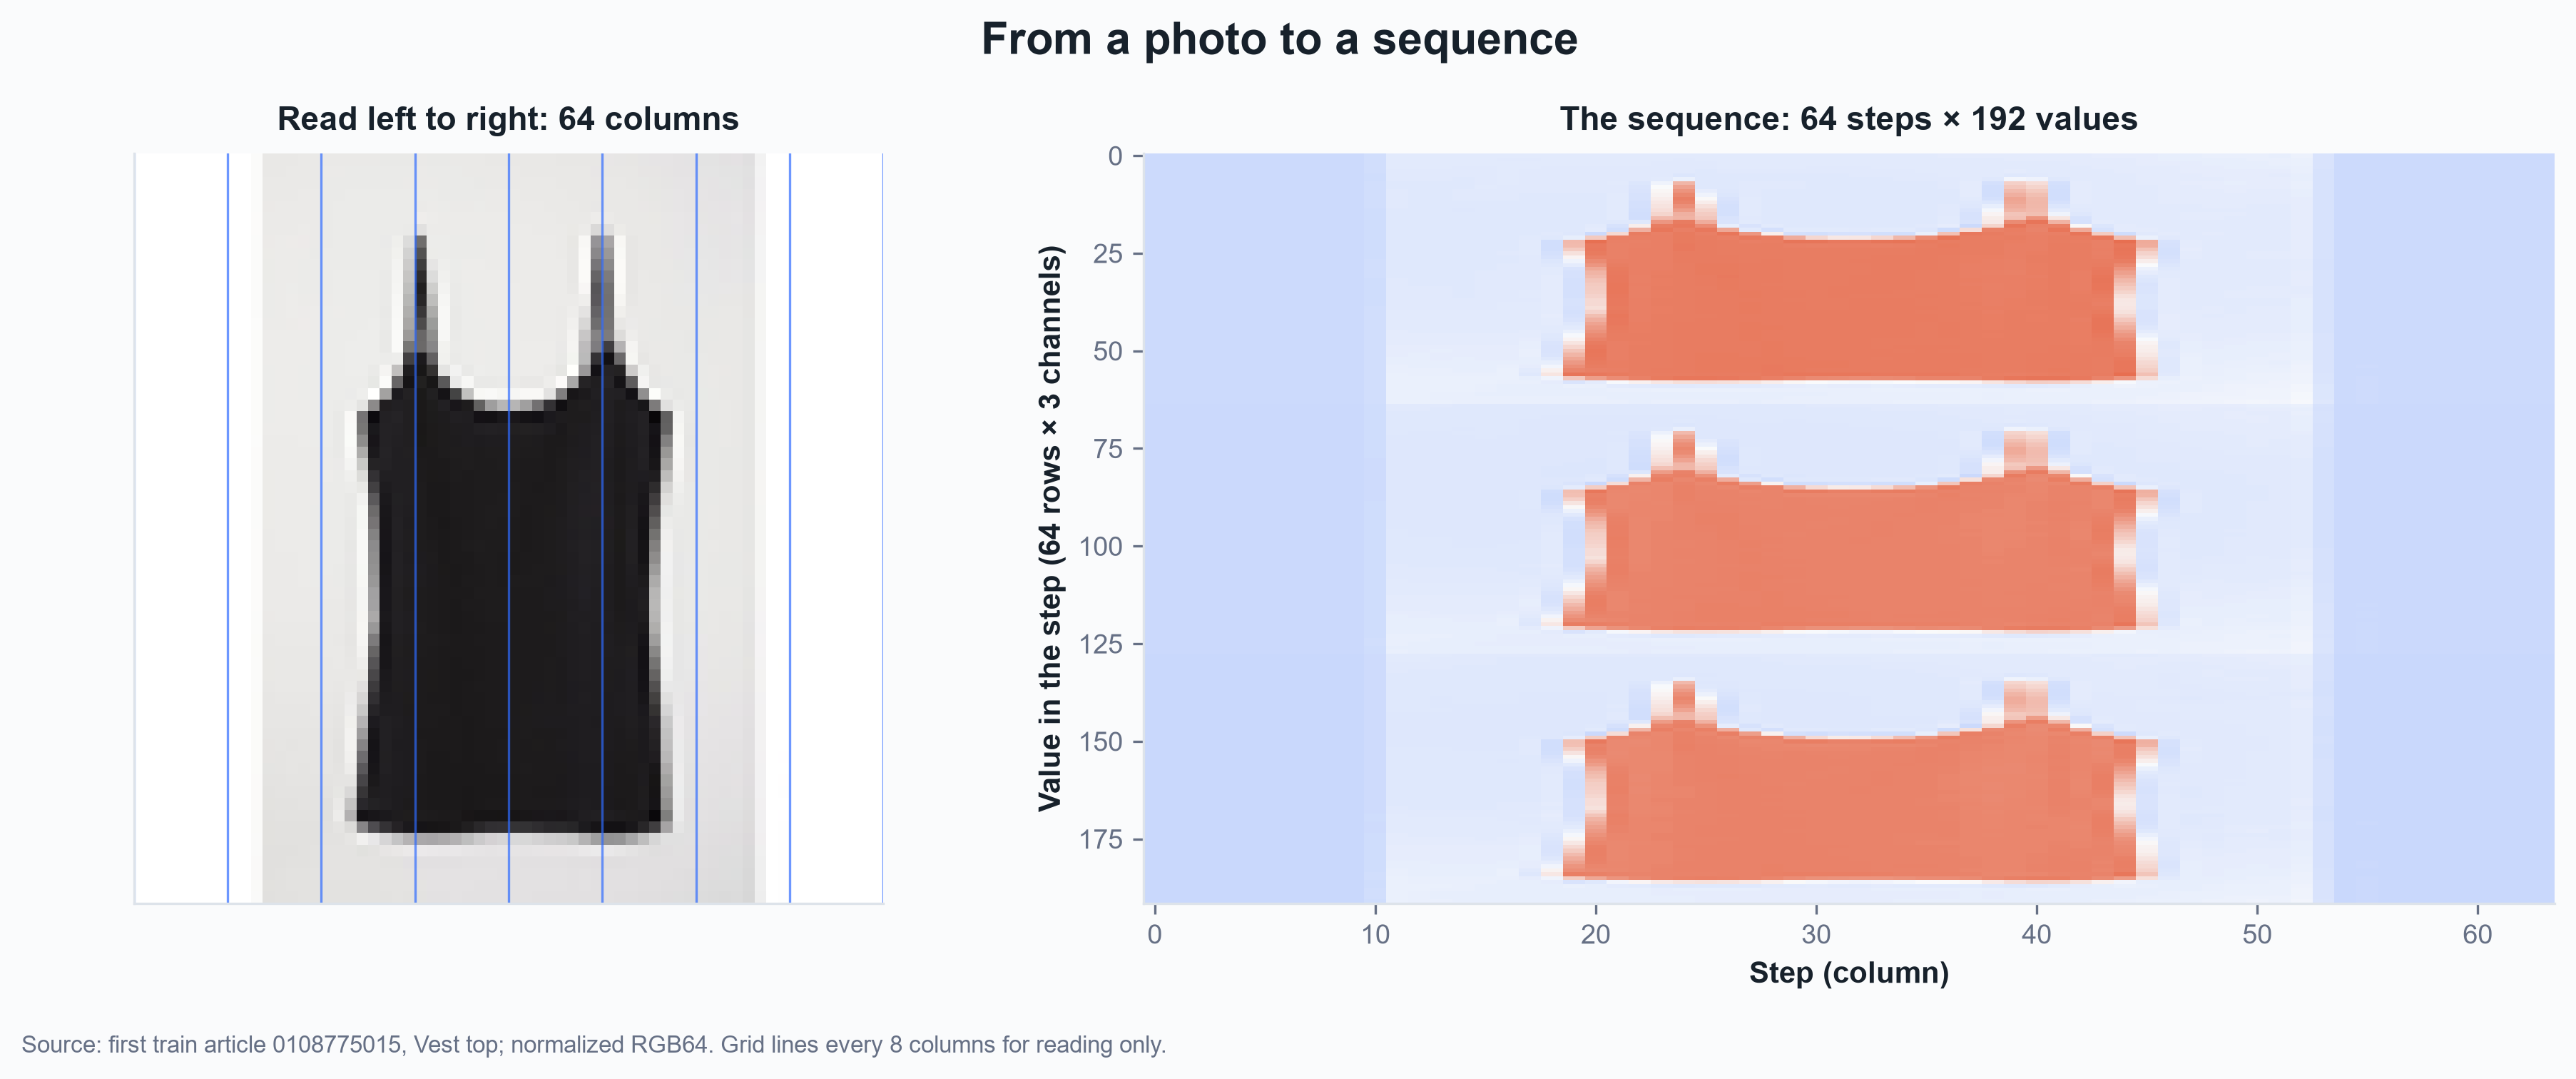 From a photo to a sequence
Read left to right: 64 columns
The sequence: 64 steps × 192 values
Value in the step (64 rows × 3 channels)
0
25
50
75
100
125
150
175
0 10 20 30 40 50 60
Step (column)
Source: first train article 0108775015, Vest top; normalized RGB64. Grid lines every 8 columns for reading only.